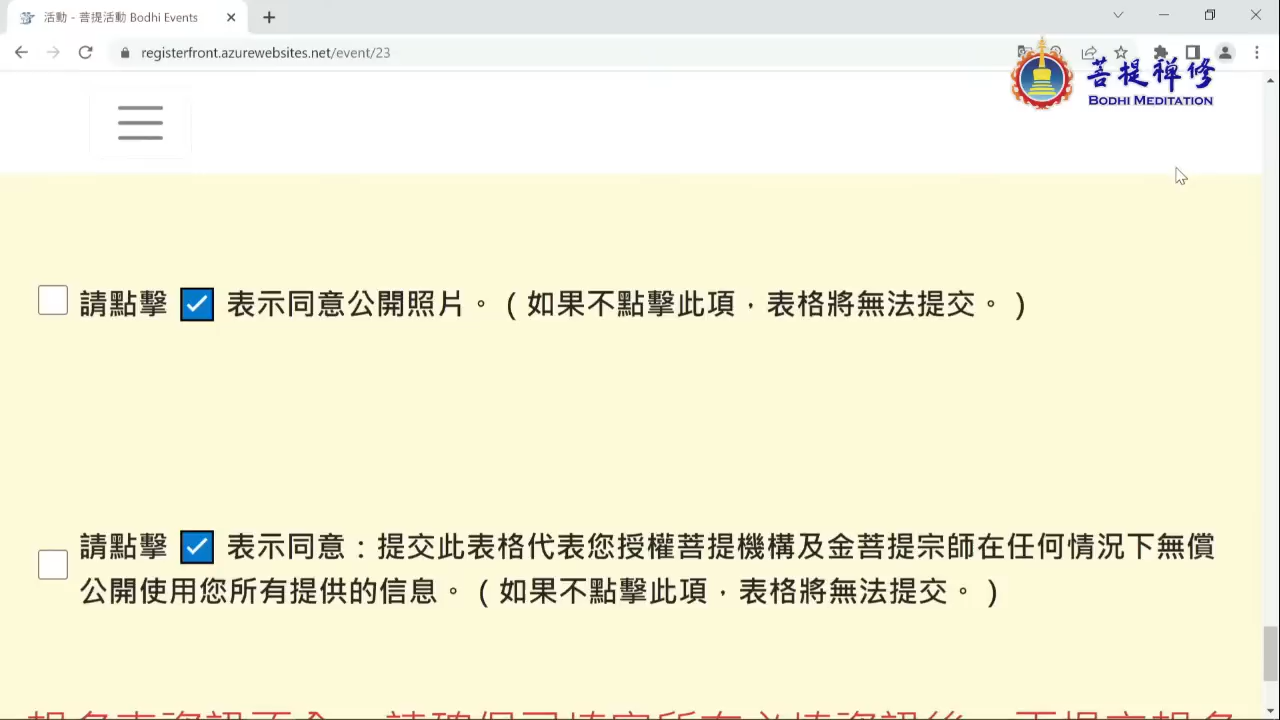 活動 - 菩提活動 Bodhi Events
registerfront.azurewebsites.net/event/23
菩提禪修
BODHI MEDITATION
請點擊 表示同意公開照片。（如果不點擊此項，表格將無法提交。）
請點擊 表示同意：提交此表格代表您授權菩提機構及金菩提宗師在任何情況下無償
公開使用您所有提供的信息。（如果不點擊此項，表格將無法提交。）